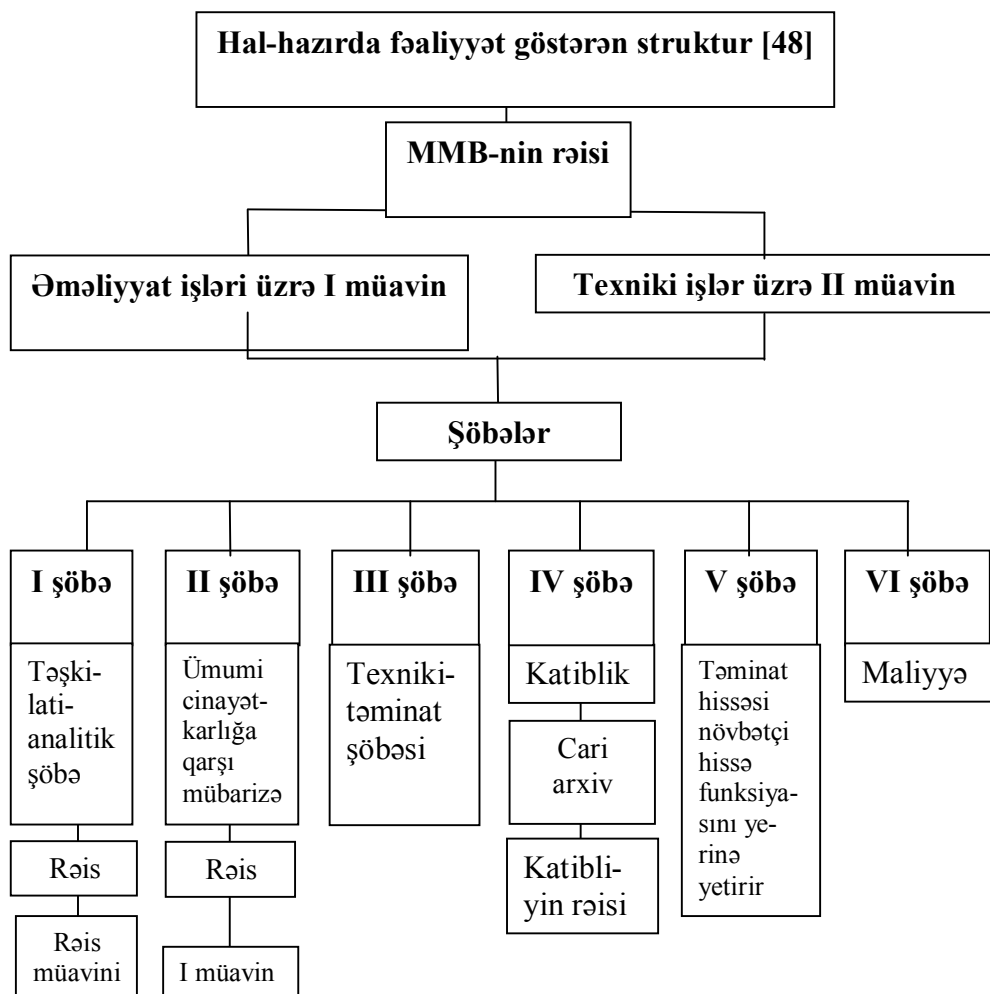 Hal-hazırda fəaliyyət göstərən struktur [48]
MMB-nin rəisi
Əməliyyat işləri üzrə I müavin
Texniki işlər üzrə II müavin
Şöbələr
I şöbə
Təşki-
lati-
analitik
şöbə
Rəis
Rəis
müavini
II şöbə
Ümumi
cinayət-
karlığa
qarşı
mübarizə
Rəis
I müavin
III şöbə
Texniki-
təminat
şöbəsi
IV şöbə
Katiblik
Cari
arxiv
Katibli-
yin rəisi
V şöbə
Təminat
hissəsi
növbətçi
hissə
funksiya-
sını ye-
rinə
yetirir
VI şöbə
Maliyyə